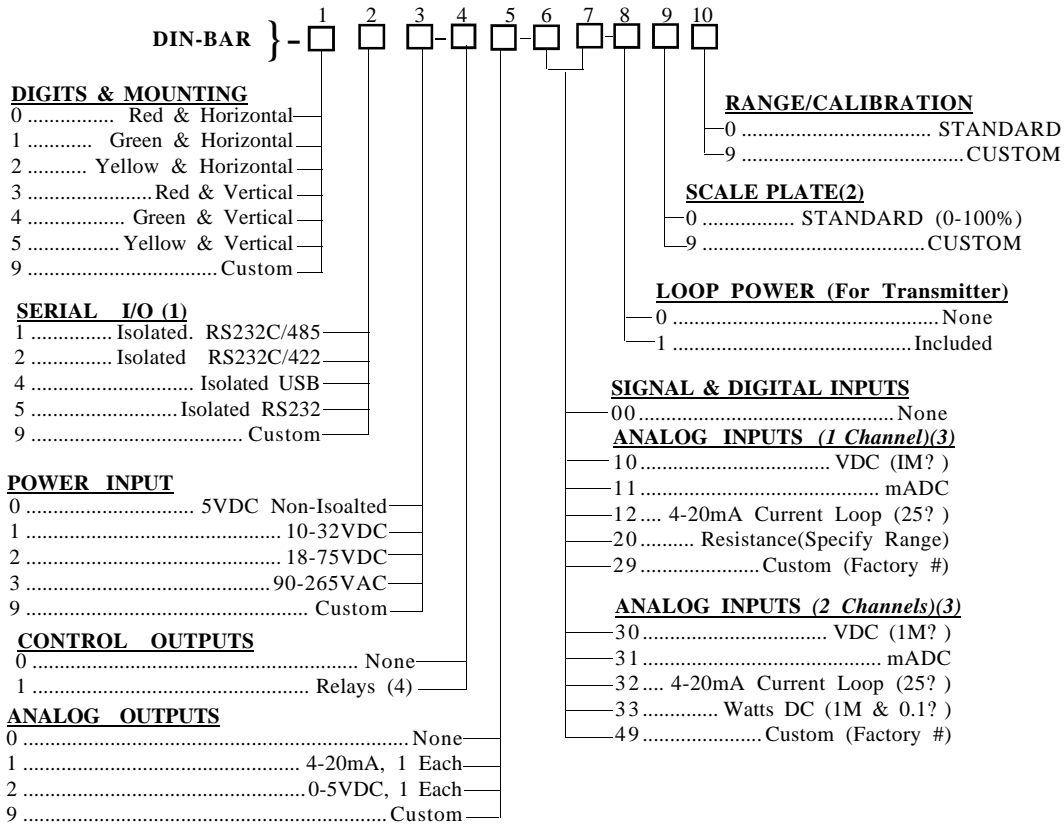 1 2 3 4 5 6 7 8 9 10
DIN-BAR } - - - - -
DIGITS & MOUNTING
0 ................ Red & Horizontal
1 ............ Green & Horizontal
2 ........... Yellow & Horizontal
3 .......................Red & Vertical
4 .................. Green & Vertical
5 .................Yellow & Vertical
9 ...................................Custom
SERIAL I/O (1)
1 ............... Isolated. RS232C/485
2 ............... Isolated RS232C/422
4 .............................. Isolated USB
5 ...........................Isolated RS232
9 ....................................... Custom
POWER INPUT
0 ............................... 5VDC Non-Isoalted
1 ............................................... 10-32VDC
2 ............................................... 18-75VDC
3 .............................................90-265VAC
9 .................................................... Custom
CONTROL OUTPUTS
0 ............................................................ None
1 ................................................... Relays (4)
ANALOG OUTPUTS
0 ....................................................................... None
1 ................................................... 4-20mA, 1 Each
2 ....................................................0-5VDC, 1 Each
9 ....................................................................Custom
RANGE/CALIBRATION
0 ................................... STANDARD
9 .........................................CUSTOM
SCALE PLATE(2)
0 ................ STANDARD (0-100%)
9 ....................................CUSTOM
LOOP POWER (For Transmitter)
0 .................................................None
1 ............................................Included
SIGNAL & DIGITAL INPUTS
00...............................................None
ANALOG INPUTS (1 Channel)(3)
10................................... VDC (IM? )
11............................................ mADC
12.... 4-20mA Current Loop (25? )
20.......... Resistance(Specify Range)
29......................Custom (Factory #)
ANALOG INPUTS (2 Channels)(3)
30.................................. VDC (1M? )
31............................................ mADC
32.... 4-20mA Current Loop (25? )
33.............. Watts DC (1M & 0.1? )
49......................Custom (Factory #)